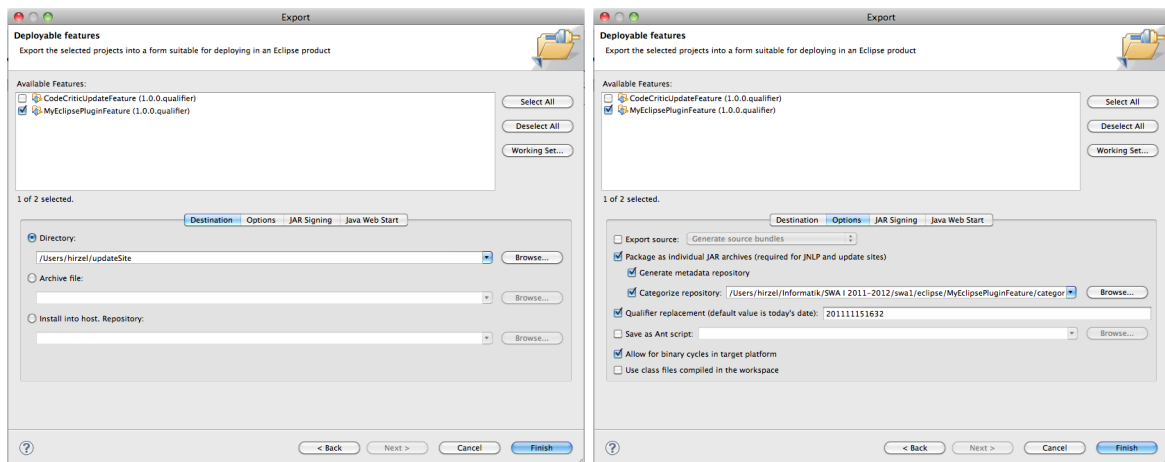 Export
Deployable features
Export the selected projects into a form suitable for deploying in an Eclipse product
Available Features:
CodeCriticUpdateFeature (1.0.0.qualifier)
MyEclipsePluginFeature (1.0.0.qualifier)
Select All
Deselect All
Working Set...
1 of 2 selected.
Destination Options JAR Signing Java Web Start
Directory:
/Users/hirzel/updateSite
Browse...
Archive file:
Browse...
Install into host. Repository:
Browse...
?
< Back Next > Cancel Finish
Export
Deployable features
Export the selected projects into a form suitable for deploying in an Eclipse product
Available Features:
CodeCriticUpdateFeature (1.0.0.qualifier)
MyEclipsePluginFeature (1.0.0.qualifier)
Select All
Deselect All
Working Set...
1 of 2 selected.
Destination Options JAR Signing Java Web Start
Export source: Generate source bundles
Package as individual JAR archives (required for JNLP and update sites)
Generate metadata repository
Categorize repository: /Users/hirzel/Informatik/SWA I 2011-2012/swa1/eclipse/MyEclipsePluginFeature/categor Browse...
Qualifier replacement (default value is today's date): 201111151632
Save as Ant script: Browse...
Allow for binary cycles in target platform
Use class files compiled in the workspace
?
< Back Next > Cancel Finish